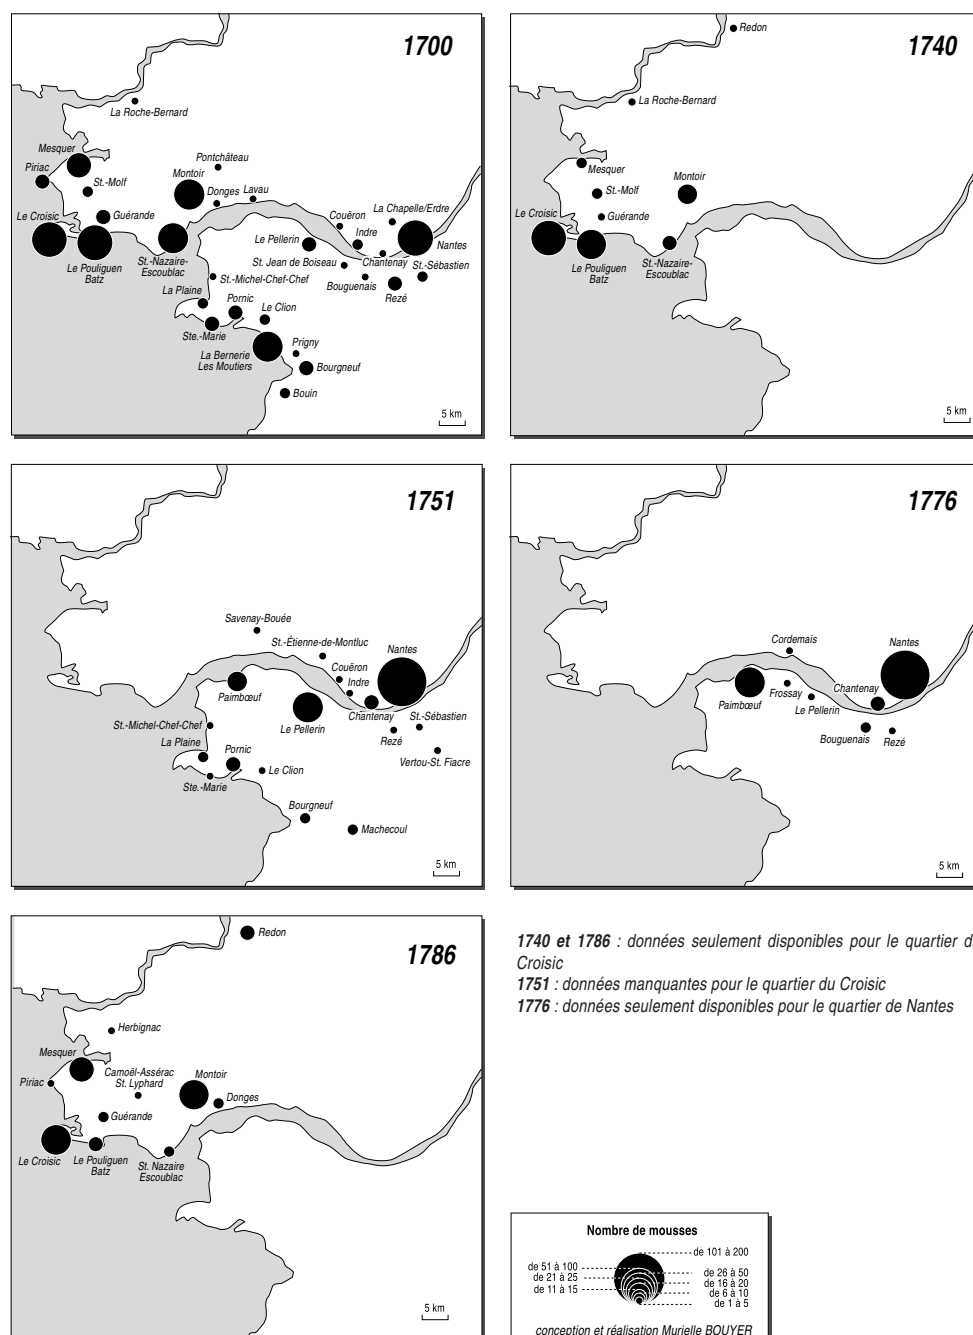 1700
La Roche-Bernard
Mesquer
Piriac
St.-Molf
Pontchâteau
Montoir
Donges
Lavau
Le Croisic
Guérande
Le Pouliguen
Batz
St.-Nazaire-
Escoublac
Couëron
La Chapelle/Erdre
Indre
Le Pellerin
Nantes
Chantenay
St. Jean de Boiseau
St.-Sébastien
Bouguenais
Rezé
St.-Michel-Chef-Chef
La Plaine
Pornic
Le Clion
Ste.-Marie
La Bernerie
Les Moutiers
Prigny
Bourgneuf
Bouin
5 km
1740
Redon
La Roche-Bernard
Mesquer
St.-Molf
Montoir
Le Croisic
Guérande
Le Pouliguen
Batz
St.-Nazaire-
Escoublac
5 km
1751
Savenay-Bouée
St.-Étienne-de-Montluc
Nantes
Couëron
Indre
Paimbœuf
Le Pellerin
Chantenay
St.-Sébastien
Rezé
Vertou-St. Fiacre
St.-Michel-Chef-Chef
La Plaine
Pornic
Le Clion
Ste.-Marie
Bourgneuf
Machecoul
5 km
1776
Cordemais
Nantes
Paimbœuf
Frossay
Chantenay
Le Pellerin
Bouguenais
Rezé
5 km
1786
Redon
Herbignac
Mesquer
Piriac
Camoël-Assérac
St. Lyphard
Montoir
Donges
Guérande
Le Croisic
Le Pouliguen
Batz
St. Nazaire
Escoublac
5 km
1740 et 1786 : données seulement disponibles pour le quartier d
Croisic
1751 : données manquantes pour le quartier du Croisic
1776 : données seulement disponibles pour le quartier de Nantes
Nombre de mousses
de 101 à 200
de 51 à 100
de 26 à 50
de 21 à 25
de 16 à 20
de 11 à 15
de 6 à 10
de 1 à 5
conception et réalisation Murielle BOUYER